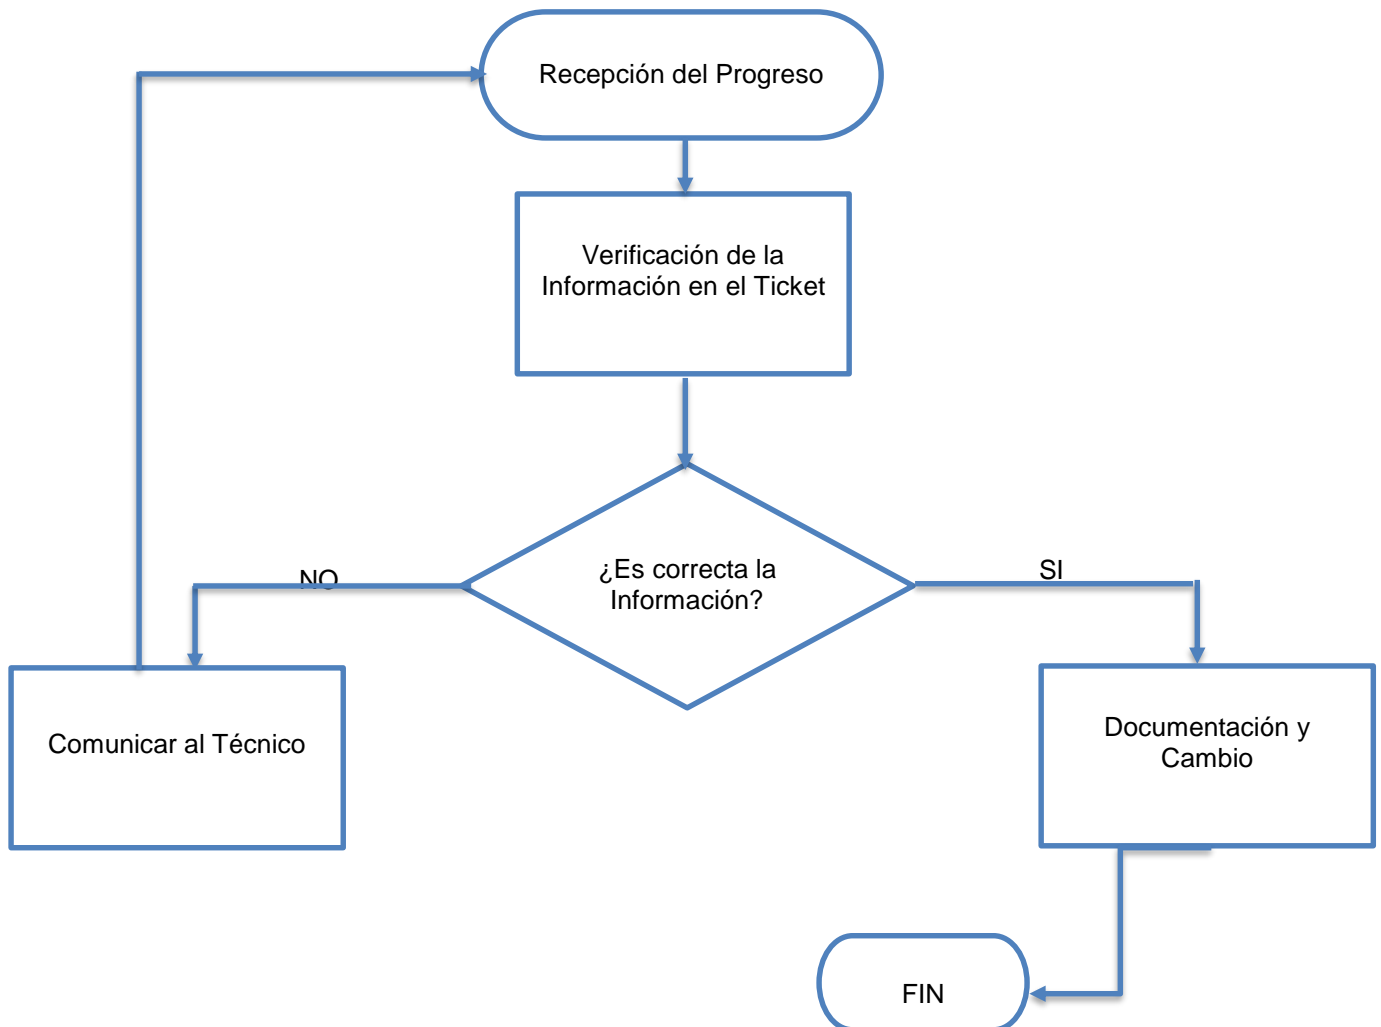 Recepción del Progreso
Verificación de la
Información en el Ticket
¿Es correcta la
Información?
NO
SI
Comunicar al Técnico
Documentación y
Cambio
FIN